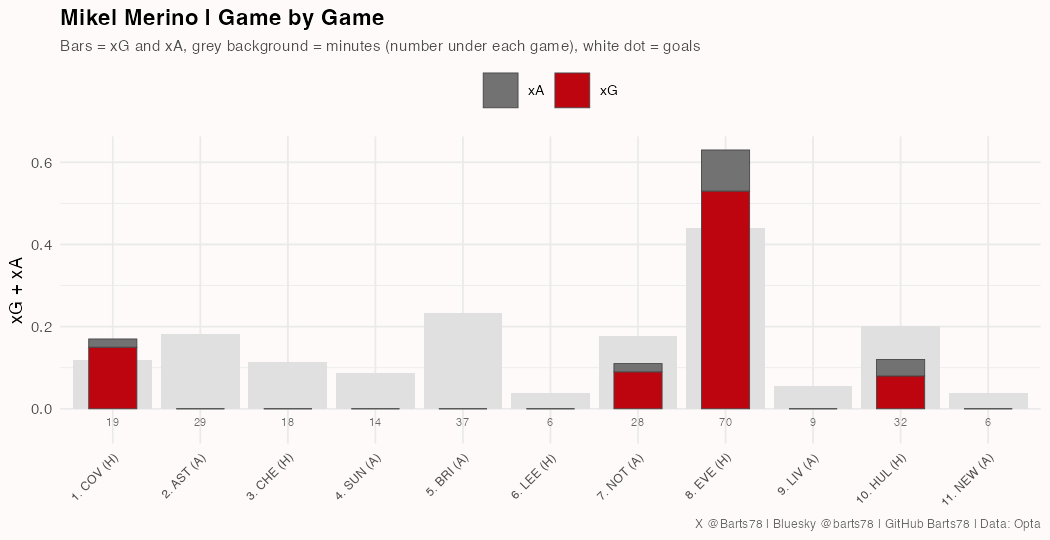 Mikel Merino | Game by Game
Bars = xG and xA, grey background = minutes (number under each game), white dot = goals
xA xG
xG + xA
0.6
0.4
0.2
0.0
19 29 18 14 37 6 28 70 9 32 6
1. COV (H) 2. AST (A) 3. CHE (H) 4. SUN (A) 5. BRI (A) 6. LEE (H) 7. NOT (A) 8. EVE (H) 9. LIV (A) 10. HUL (H) 11. NEW (A)
X @Barts78 | Bluesky @barts78 | GitHub Barts78 | Data: Opta